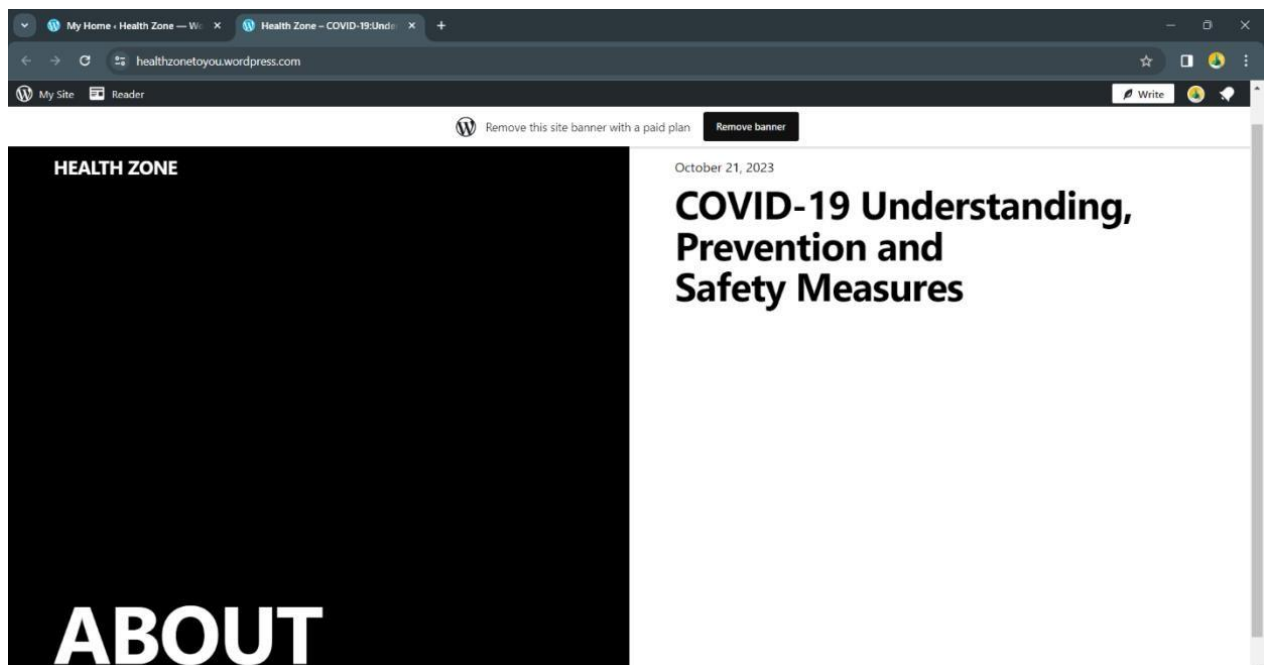 My Home ‹ Health Zone — W
Health Zone – COVID-19:Unde
healthzonetoyou.wordpress.com
My Site Reader Write
Remove this site banner with a paid plan Remove banner
HEALTH ZONE
October 21, 2023
COVID-19 Understanding,
Prevention and
Safety Measures
ABOUT